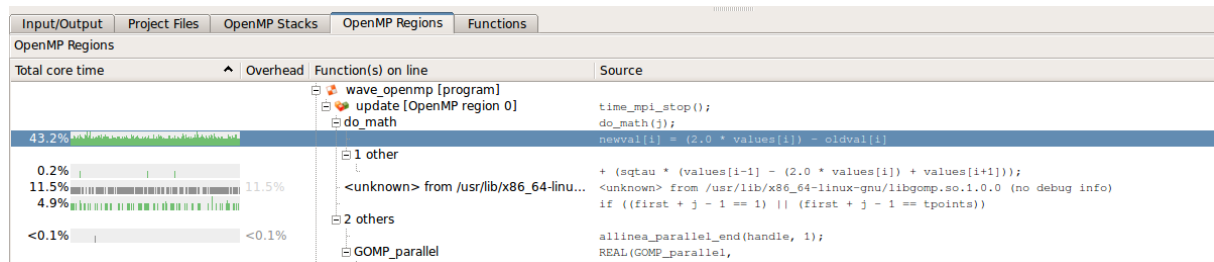 Input/Output Project Files OpenMP Stacks OpenMP Regions Functions
OpenMP Regions
Total core time Overhead Function(s) on line Source
wave_openmp [program]
update [OpenMP region 0] time_mpi_stop();
do_math do_math(j);
43.2% newval[i] = (2.0 * values[i]) - oldval[i]
1 other
0.2% + (sqtau * (values[i-1] - (2.0 * values[i]) + values[i+1]));
11.5% 11.5% <unknown> from /usr/lib/x86_64-linu... <unknown> from /usr/lib/x86_64-linux-gnu/libgomp.so.1.0.0 (no debug info)
4.9% if ((first + j - 1 == 1) || (first + j - 1 == tpoints))
2 others
<0.1% <0.1% allinea_parallel_end(handle, 1);
GOMP_parallel REAL(GOMP_parallel,